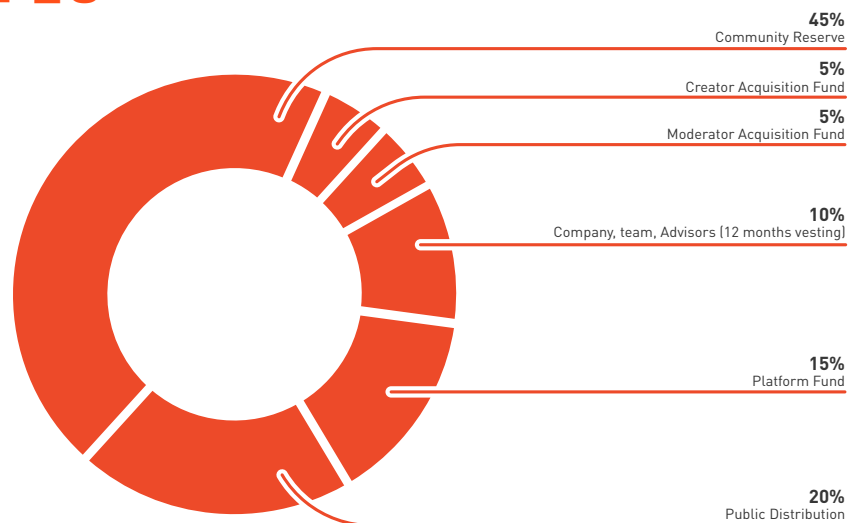 45%
Community Reserve
5%
Creator Acquisition Fund
5%
Moderator Acquisition Fund
10%
Company, team, Advisors (12 months vesting)
15%
Platform Fund
20%
Public Distribution